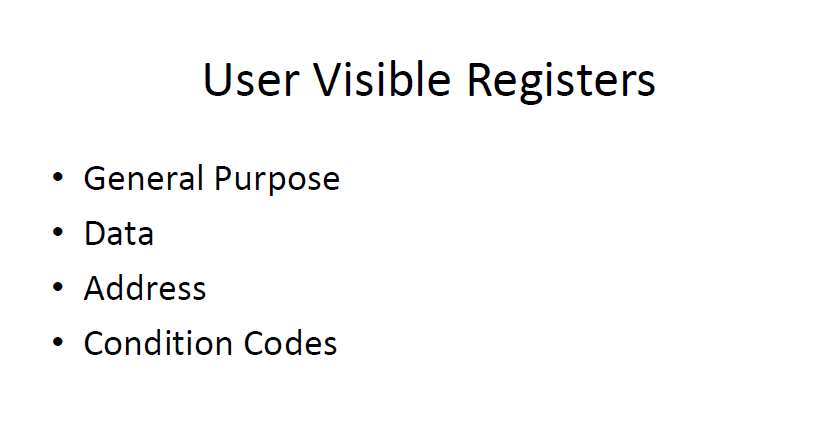 User Visible Registers
• General Purpose
• Data
• Address
• Condition Codes